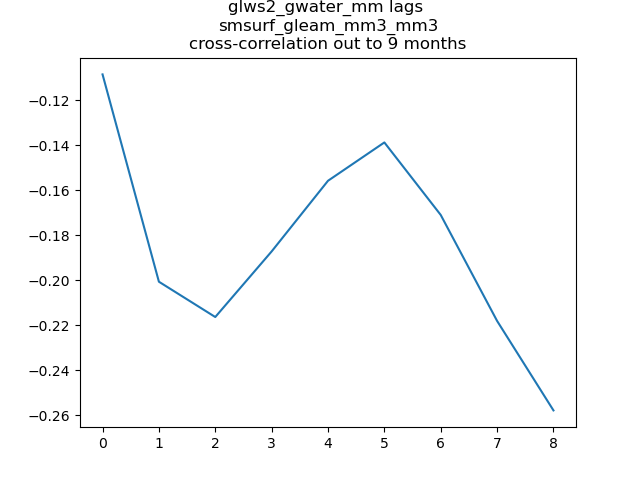 glws2_gwater_mm lags
smsurf_gleam_mm3_mm3
cross-correlation out to 9 months
−0.12
−0.14
−0.16
−0.18
−0.20
−0.22
−0.24
−0.26
0 1 2 3 4 5 6 7 8